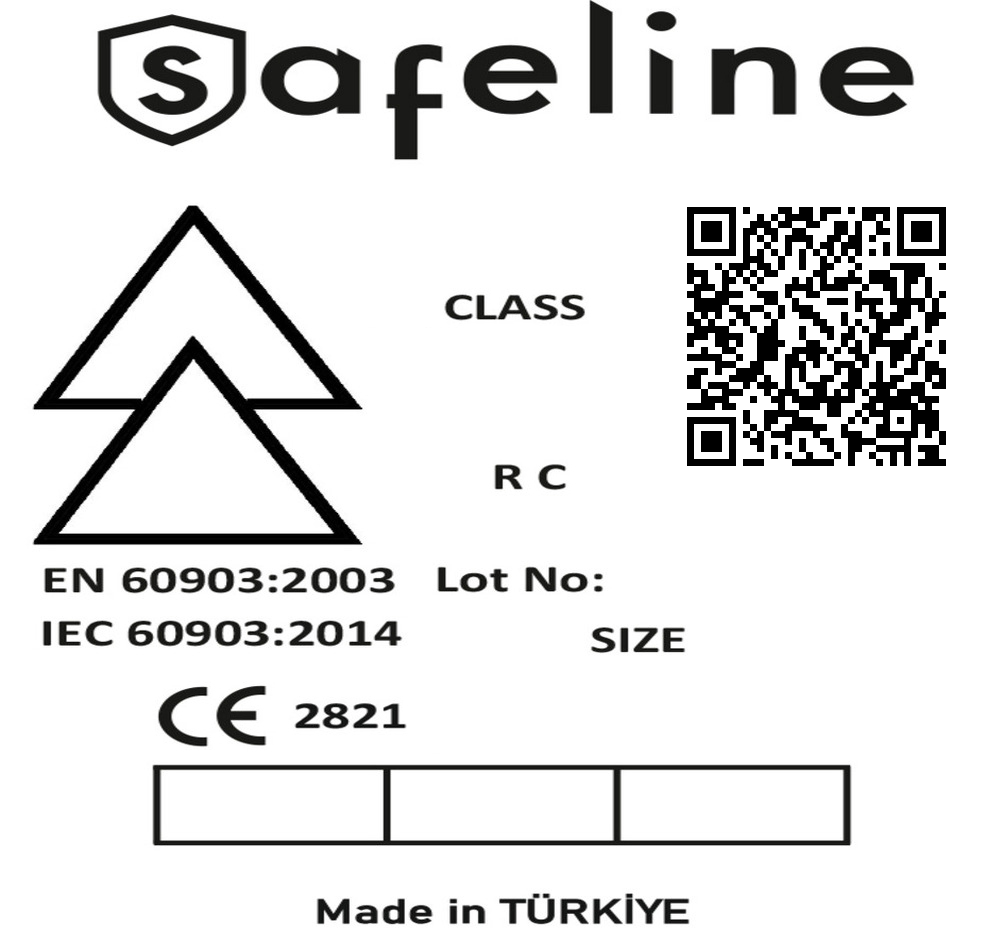 safeline
CLASS
R C
EN 60903:2003 Lot No:
IEC 60903:2014
SIZE
CE 2821
Made in TÜRKİYE